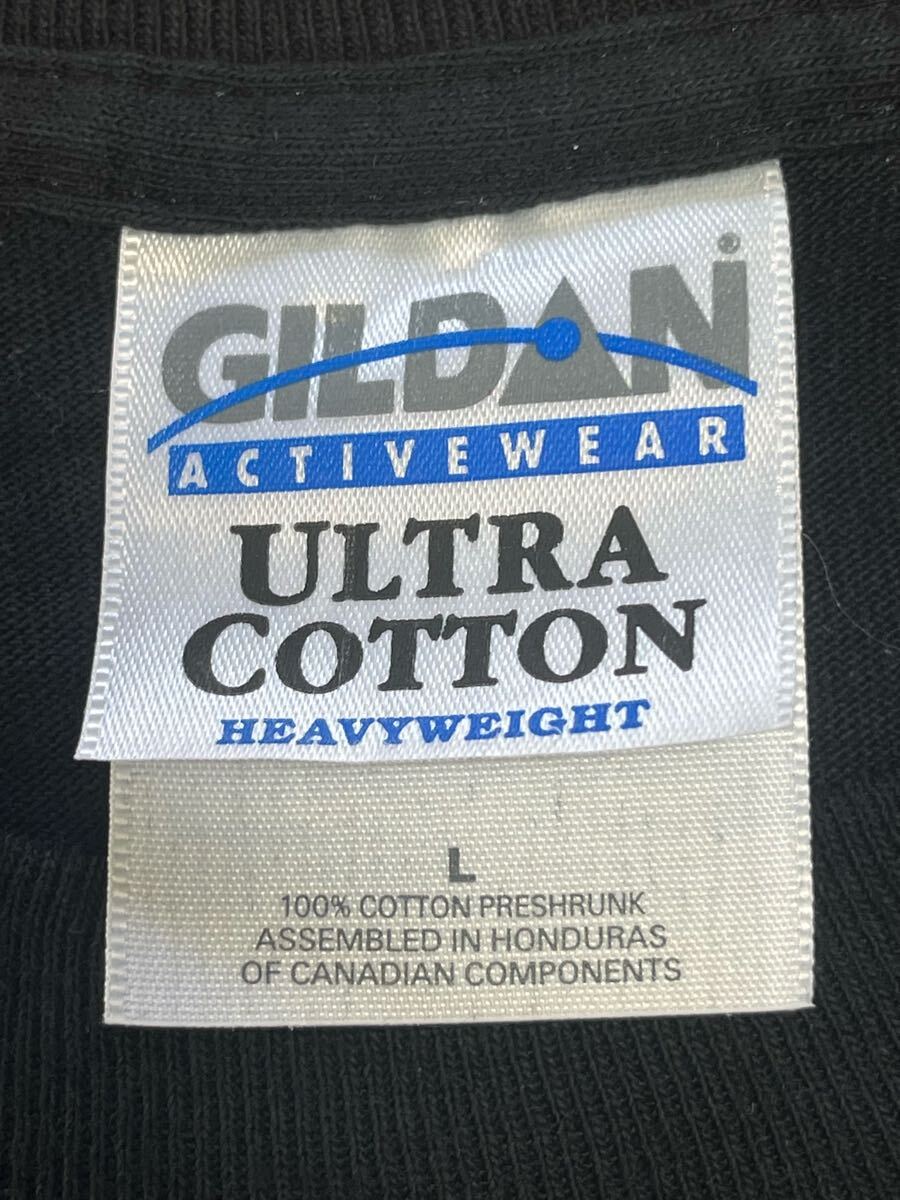 GILDAN®
ACTIVEWEAR
ULTRA
COTTON
HEAVYWEIGHT
L
100% COTTON PRESHRUNK
ASSEMBLED IN HONDURAS
OF CANADIAN COMPONENTS